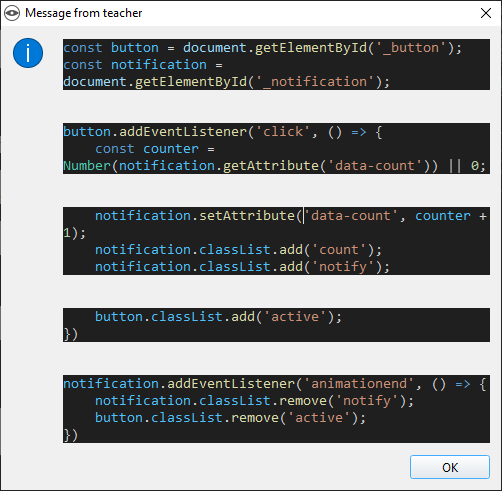 Message from teacher
const button = document.getElementById('_button');
const notification =
document.getElementById('_notification');
button.addEventListener('click', () => {
    const counter =
Number(notification.getAttribute('data-count')) || 0;
    notification.setAttribute('data-count', counter +
1);
    notification.classList.add('count');
    notification.classList.add('notify');
    button.classList.add('active');
})
notification.addEventListener('animationend', () => {
    notification.classList.remove('notify');
    button.classList.remove('active');
})
OK